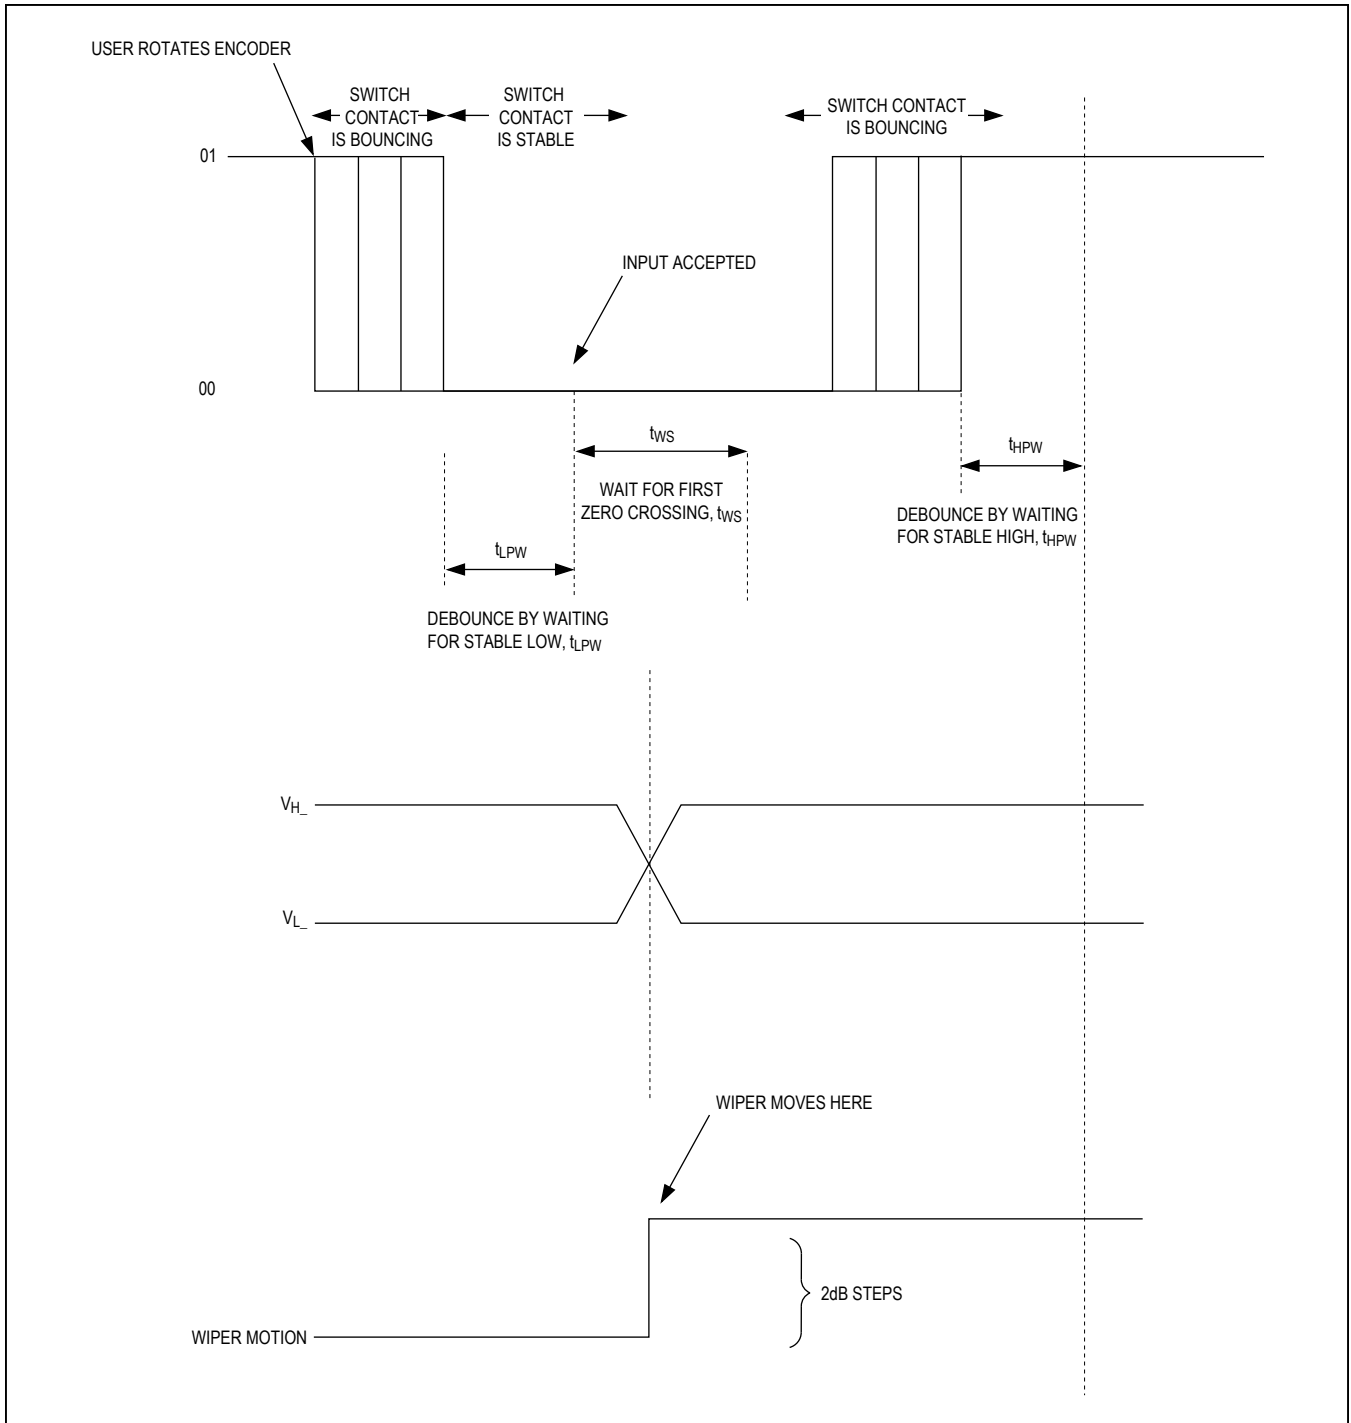 USER ROTATES ENCODER
SWITCH
CONTACT
IS BOUNCING
SWITCH
CONTACT
IS STABLE
SWITCH CONTACT
IS BOUNCING
01
INPUT ACCEPTED
00
tWS
WAIT FOR FIRST
ZERO CROSSING, tWS
tHPW
DEBOUNCE BY WAITING
FOR STABLE HIGH, tHPW
tLPW
DEBOUNCE BY WAITING
FOR STABLE LOW, tLPW
VH_
VL_
WIPER MOVES HERE
2dB STEPS
WIPER MOTION